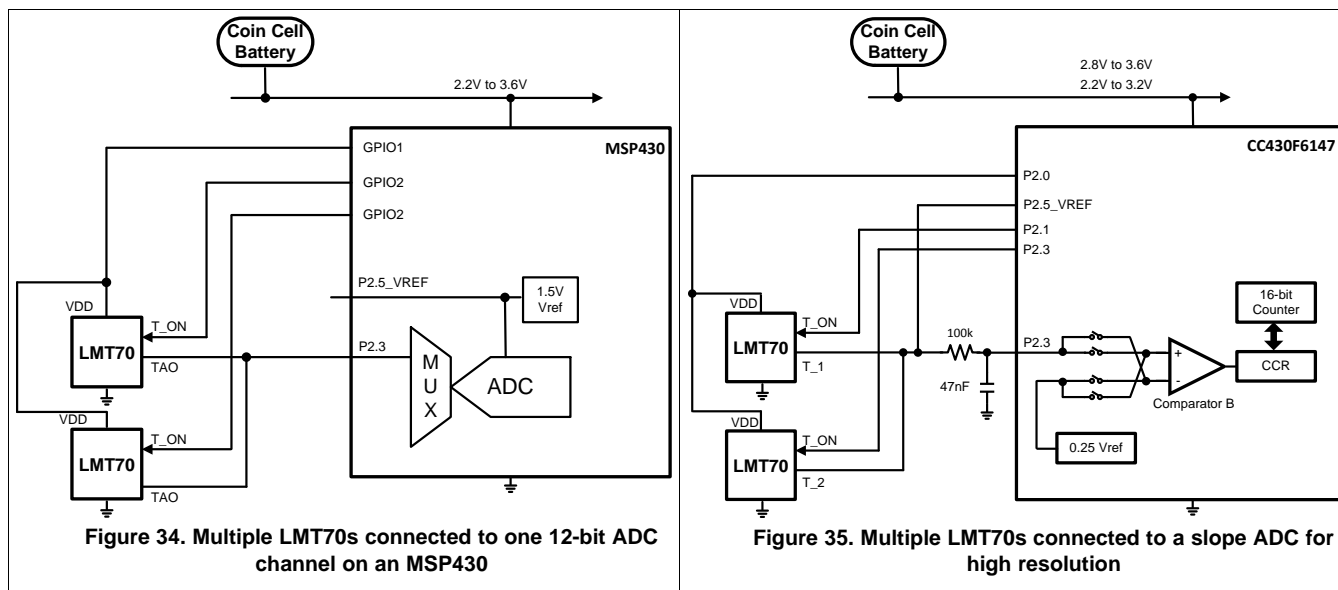 Coin Cell
Battery
2.2V to 3.6V
MSP430
GPIO1
GPIO2
GPIO2
P2.5_VREF
1.5V
Vref
VDD
T_ON
LMT70
TAO
P2.3
M
U
X
ADC
VDD
T_ON
LMT70
TAO
Figure 34. Multiple LMT70s connected to one 12-bit ADC
channel on an MSP430
Coin Cell
Battery
2.8V to 3.6V
2.2V to 3.2V
CC430F6147
P2.0
P2.5_VREF
P2.1
P2.3
VDD
T_ON
LMT70
T_1
100k
47nF
P2.3
+
-
Comparator B
16-bit
Counter
CCR
0.25 Vref
VDD
T_ON
LMT70
T_2
Figure 35. Multiple LMT70s connected to a slope ADC for
high resolution